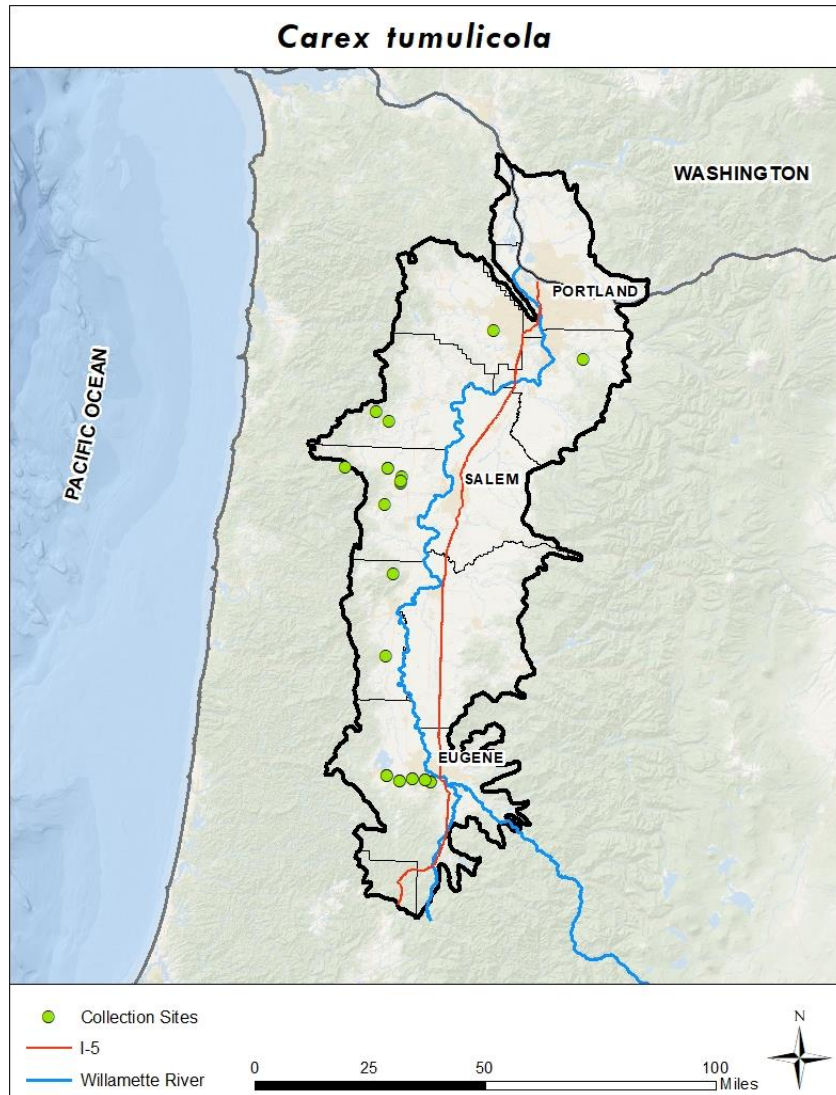 Carex tumulicola
WASHINGTON
PORTLAND
PACIFIC OCEAN
SALEM
EUGENE
Collection Sites
I-5
Willamette River
0 25 50 100
Miles
N